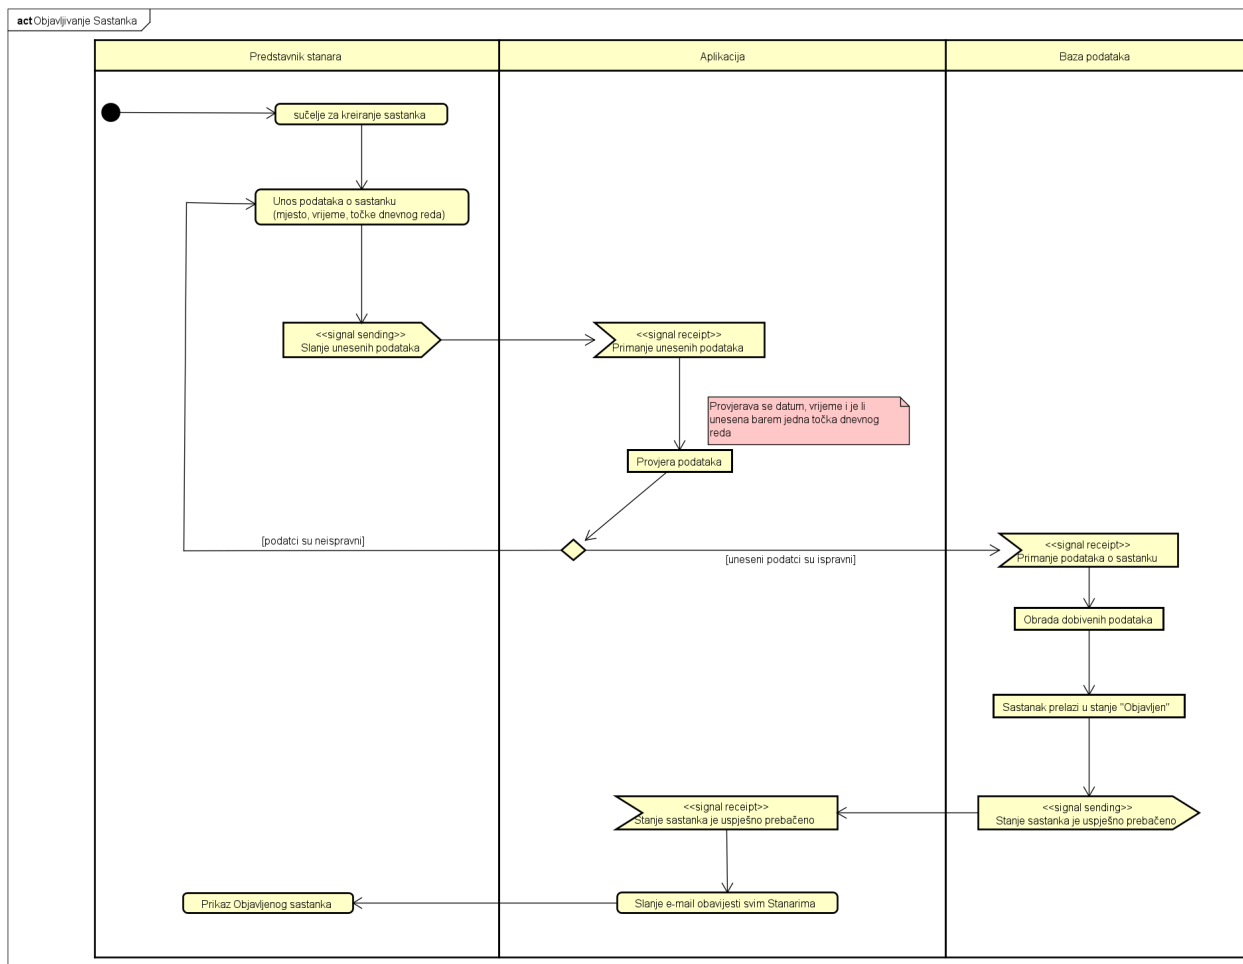 act Objavljivanje Sastanka
Predstavnik stanara
Aplikacija
Baza podataka
sučelje za kreiranje sastanka
Unos podataka o sastanku
(mjesto, vrijeme, točke dnevnog reda)
<<signal sending>>
Slanje unesenih podataka
<<signal receipt>>
Primanje unesenih podataka
Provjerava se datum, vrijeme i je li
unesena barem jedna točka dnevnog
reda
Provjera podataka
[podatci su neispravni]
[uneseni podatci su ispravni]
<<signal receipt>>
Primanje podataka o sastanku
Obrada dobivenih podataka
Sastanak prelazi u stanje "Objavljen"
<<signal sending>>
Stanje sastanka je uspješno prebačeno
<<signal receipt>>
Stanje sastanka je uspješno prebačeno
Slanje e-mail obavijesti svim Stanarima
Prikaz Objavljenog sastanka